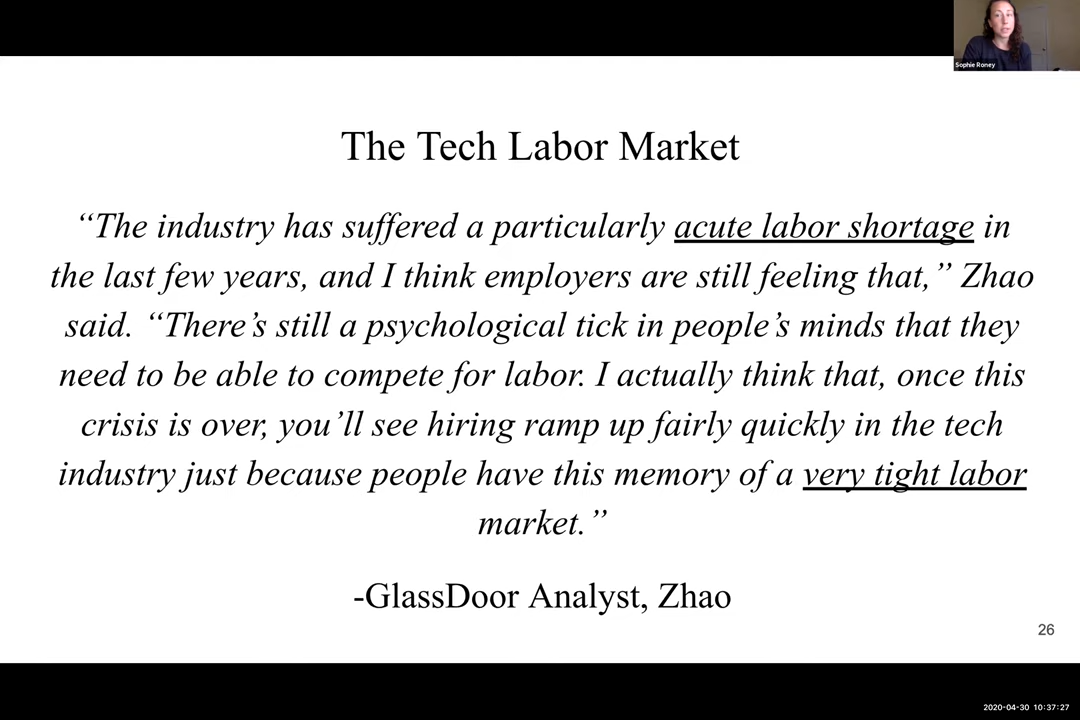 Sophie Roney
The Tech Labor Market
“The industry has suffered a particularly acute labor shortage in
the last few years, and I think employers are still feeling that,” Zhao
said. “There’s still a psychological tick in people’s minds that they
need to be able to compete for labor. I actually think that, once this
crisis is over, you’ll see hiring ramp up fairly quickly in the tech
industry just because people have this memory of a very tight labor
market.”
-GlassDoor Analyst, Zhao
26
2020-04-30 10:37:27